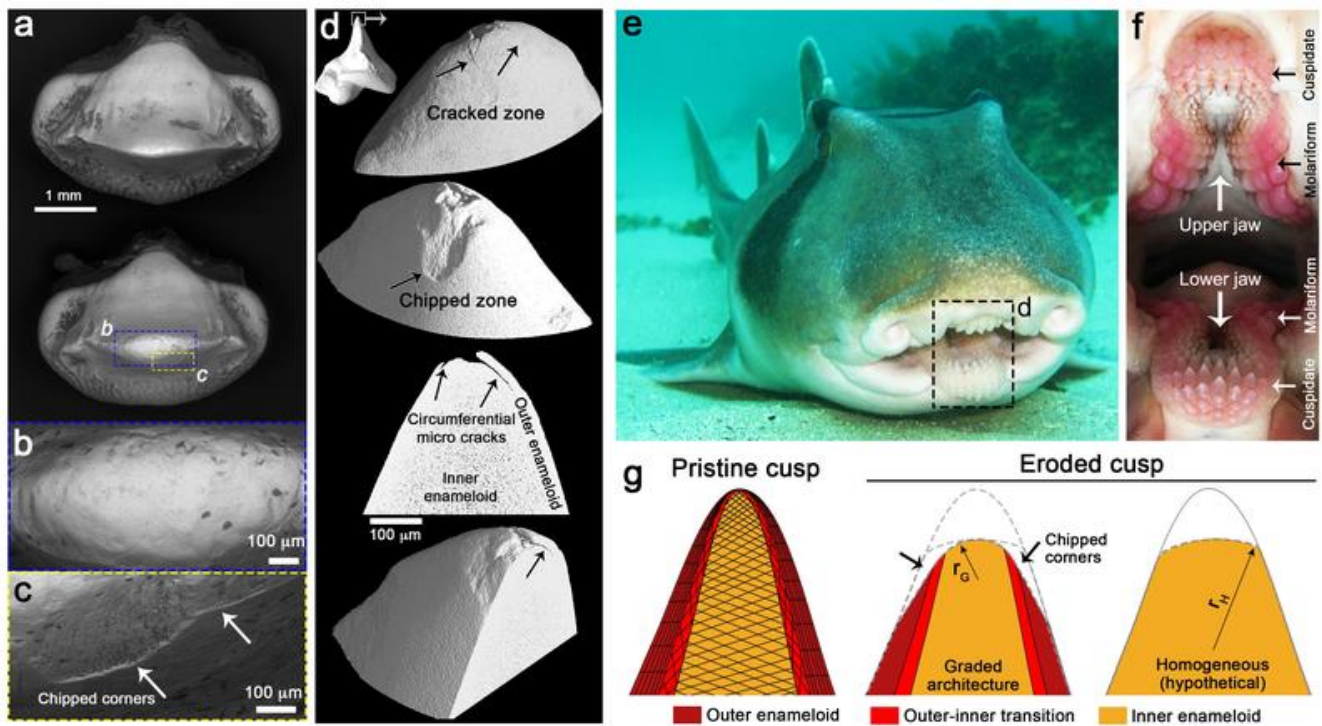 a
1 mm
b
c
b
100 μm
c
Chipped corners
100 μm
d
Cracked zone
Chipped zone
Circumferential
micro cracks
Outer enameloid
Inner
enameloid
100 μm
e
d
f
Cuspidate
Molariform
Upper jaw
Lower jaw
Molariform
Cuspidate
g
Pristine cusp
Eroded cusp
Chipped
corners
rG
Graded
architecture
rH
Homogeneous
(hypothetical)
Outer enameloid
Outer-inner transition
Inner enameloid